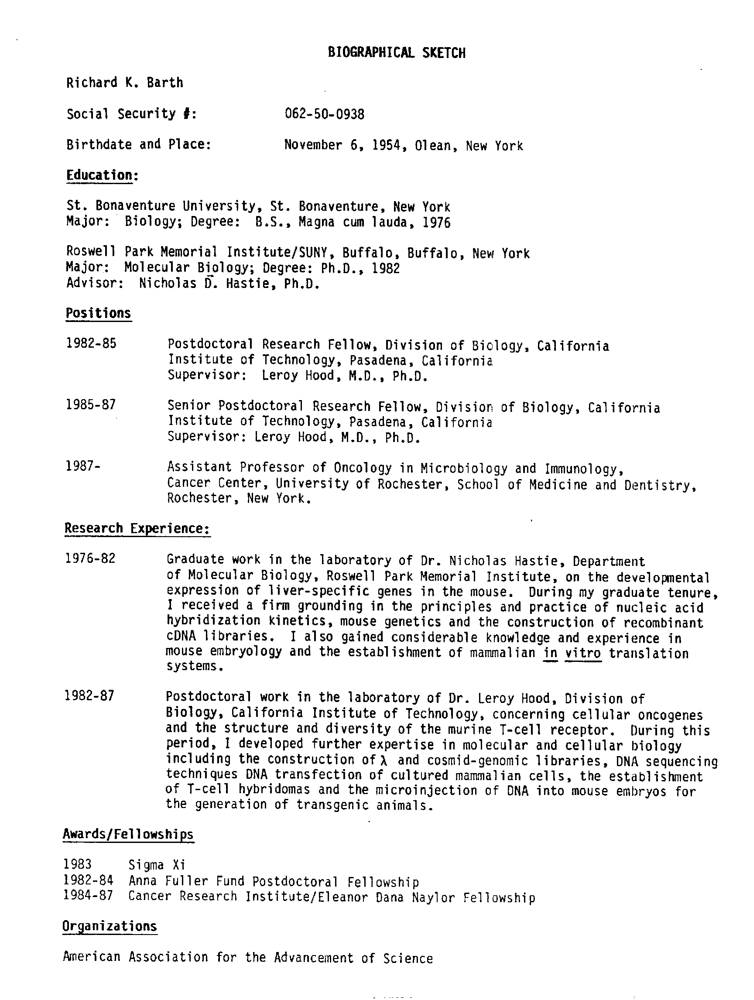 BIOGRAPHICAL SKETCH
Richard K. Barth
Social Security #: 062-50-0938
Birthdate and Place: November 6, 1954, Olean, New York
Education:
St. Bonaventure University, St. Bonaventure, New York
Major: Biology; Degree: B.S., Magna cum lauda, 1976
Roswell Park Memorial Institute/SUNY, Buffalo, Buffalo, New York
Major: Molecular Biology; Degree: Ph.D., 1982
Advisor: Nicholas D. Hastie, Ph.D.
Positions
1982-85 Postdoctoral Research Fellow, Division of Biology, California
Institute of Technology, Pasadena, California
Supervisor: Leroy Hood, M.D., Ph.D.
1985-87 Senior Postdoctoral Research Fellow, Division of Biology, California
Institute of Technology, Pasadena, California
Supervisor: Leroy Hood, M.D., Ph.D.
1987- Assistant Professor of Oncology in Microbiology and Immunology,
Cancer Center, University of Rochester, School of Medicine and Dentistry,
Rochester, New York.
Research Experience:
1976-82 Graduate work in the laboratory of Dr. Nicholas Hastie, Department
of Molecular Biology, Roswell Park Memorial Institute, on the developmental
expression of liver-specific genes in the mouse. During my graduate tenure,
I received a firm grounding in the principles and practice of nucleic acid
hybridization kinetics, mouse genetics and the construction of recombinant
cDNA libraries. I also gained considerable knowledge and experience in
mouse embryology and the establishment of mammalian in vitro translation
systems.
1982-87 Postdoctoral work in the laboratory of Dr. Leroy Hood, Division of
Biology, California Institute of Technology, concerning cellular oncogenes
and the structure and diversity of the murine T-cell receptor. During this
period, I developed further expertise in molecular and cellular biology
including the construction of λ and cosmid-genomic libraries, DNA sequencing
techniques DNA transfection of cultured mammalian cells, the establishment
of T-cell hybridomas and the microinjection of DNA into mouse embryos for
the generation of transgenic animals.
Awards/Fellowships
1983 Sigma Xi
1982-84 Anna Fuller Fund Postdoctoral Fellowship
1984-87 Cancer Research Institute/Eleanor Dana Naylor Fellowship
Organizations
American Association for the Advancement of Science